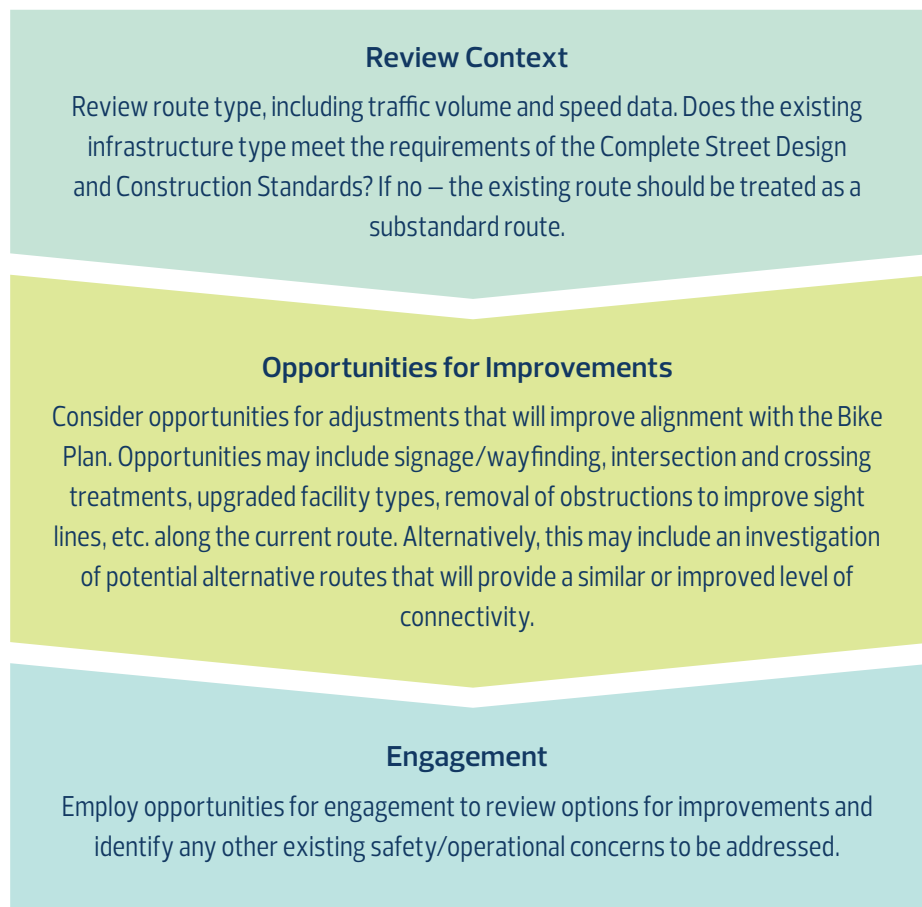 Review Context
Review route type, including traffic volume and speed data. Does the existing
infrastructure type meet the requirements of the Complete Street Design
and Construction Standards? If no – the existing route should be treated as a
substandard route.
Opportunities for Improvements
Consider opportunities for adjustments that will improve alignment with the Bike
Plan. Opportunities may include signage/wayfinding, intersection and crossing
treatments, upgraded facility types, removal of obstructions to improve sight
lines, etc. along the current route. Alternatively, this may include an investigation
of potential alternative routes that will provide a similar or improved level of
connectivity.
Engagement
Employ opportunities for engagement to review options for improvements and
identify any other existing safety/operational concerns to be addressed.